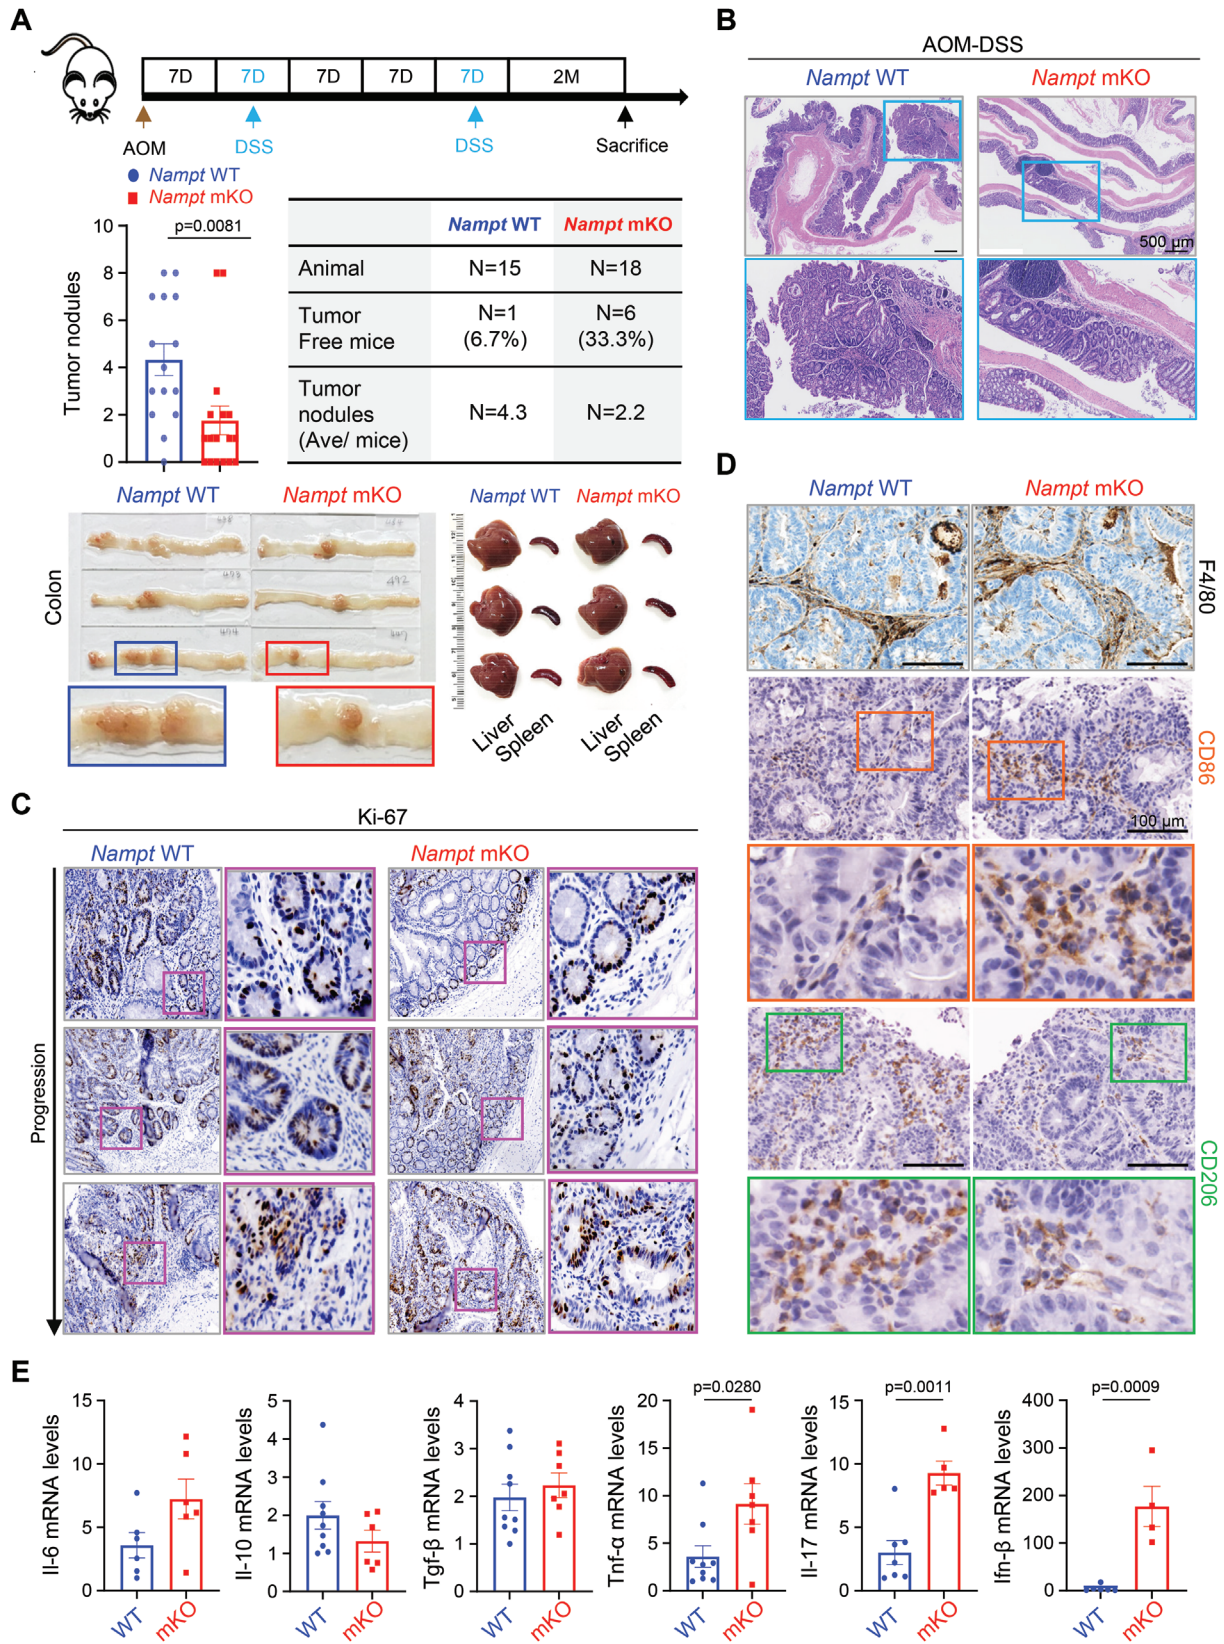 A
7D 7D 7D 7D 7D 2M
AOM DSS DSS Sacrifice
Nampt WT
Nampt mKO
p=0.0081
Tumor nodules
10
8
6
4
2
0
Nampt WT Nampt mKO
Animal N=15 N=18
Tumor Free mice N=1 (6.7%) N=6 (33.3%)
Tumor nodules (Ave/ mice) N=4.3 N=2.2
Nampt WT Nampt mKO
Colon
493 492
494
Nampt WT Nampt mKO
Liver Spleen Liver Spleen
B
AOM-DSS
Nampt WT Nampt mKO
500 µm
C
Ki-67
Nampt WT Nampt mKO
Progression
D
Nampt WT Nampt mKO
F4/80
CD86
100 µm
CD206
E
Il-6 mRNA levels
15
10
5
0
WT mKO
Il-10 mRNA levels
5
4
3
2
1
0
WT mKO
Tgf-β mRNA levels
4
3
2
1
0
WT mKO
Tnf-α mRNA levels
20
15
10
5
0
p=0.0280
WT mKO
Il-17 mRNA levels
15
10
5
0
p=0.0011
WT mKO
Ifn-β mRNA levels
400
300
200
100
0
p=0.0009
WT mKO